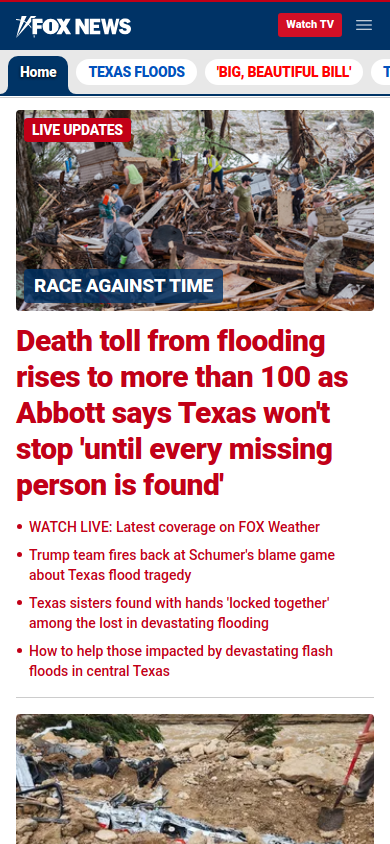 FOX NEWS
Watch TV
Home
TEXAS FLOODS
'BIG, BEAUTIFUL BILL'
LIVE UPDATES
RACE AGAINST TIME
Death toll from flooding
rises to more than 100 as
Abbott says Texas won't
stop 'until every missing
person is found'
• WATCH LIVE: Latest coverage on FOX Weather
• Trump team fires back at Schumer's blame game
about Texas flood tragedy
• Texas sisters found with hands 'locked together'
among the lost in devastating flooding
• How to help those impacted by devastating flash
floods in central Texas